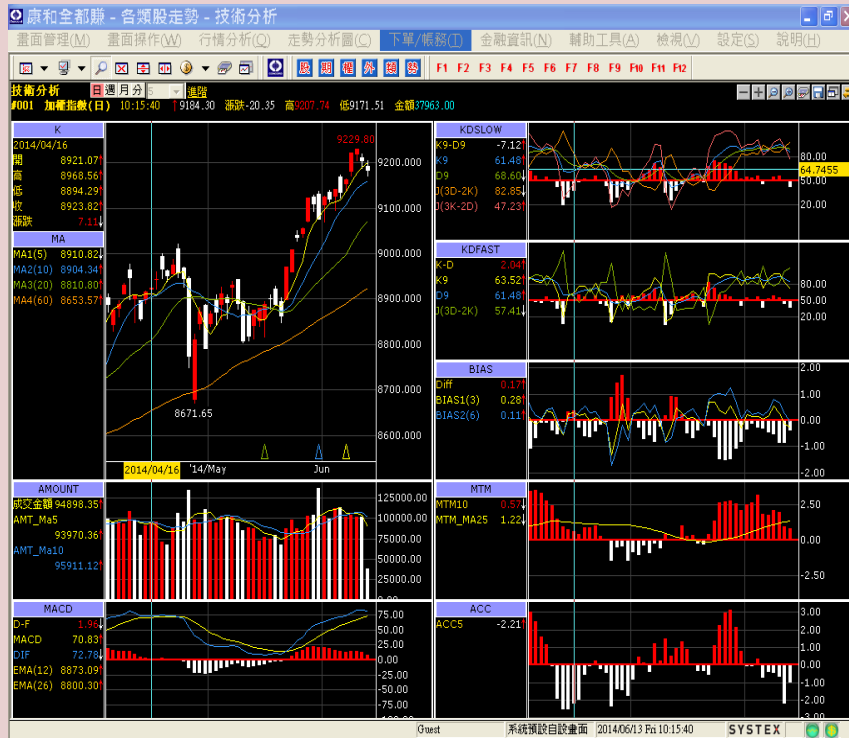 康和全都賺 - 各類股走勢 - 技術分析
畫面管理(M) 畫面操作(W) 行情分析(Q) 走勢分析圖(C) 下單/帳務(T) 金融資訊(N) 輔助工具(A) 檢視(V) 設定(S) 說明(H)
股 期 權 外 類 勢 F1 F2 F3 F4 F5 F6 F7 F8 F9 F10 F11 F12
技術分析 日 週 月 分 5 進階
#001 加權指數(日) 10:15:40 ↑9184.30 漲跌-20.35 高9207.74 低9171.51 金額37963.00
K
2014/04/16
開 8921.07↑
高 8968.56↑
低 8894.29↑
收 8923.82↑
漲跌 7.11↓
MA
MA1(5) 8910.82↓
MA2(10) 8904.34↑
MA3(20) 8810.80↑
MA4(60) 8653.57↑
9229.80
8671.65
9200.000
9100.000
9000.000
8900.000
8800.000
8700.000
8600.000
2014/04/16 '14/May Jun
AMOUNT
成交金額 94898.35↑
AMT_Ma5
93970.36↑
AMT_Ma10
95911.12↑
125000.00
100000.00
75000.00
50000.00
25000.00
MACD
D-F 1.96↓
MACD 70.83↑
DIF 72.78↓
EMA(12) 8873.09↑
EMA(26) 8800.30↑
75.00
50.00
25.00
0.00
-25.00
-50.00
-75.00
KDSLOW
K9-D9 -7.12↑
K9 61.48↑
D9 68.60↓
J(3D-2K) 82.85↓
J(3K-2D) 47.23↑
80.00
64.7455
50.00
20.00
KDFAST
K-D 2.04↑
K9 63.52↑
D9 61.48↑
J(3D-2K) 57.41↓
80.00
50.00
20.00
BIAS
Diff 0.17↑
BIAS1(3) 0.28↑
BIAS2(6) 0.11↑
2.00
1.00
0.00
-1.00
-2.00
MTM
MTM10 0.57↓
MTM_MA25 1.22↓
2.50
0.00
-2.50
ACC
ACC5 -2.21↑
3.00
2.00
1.00
0.00
-1.00
-2.00
-3.00
Guest 系統預設自設畫面 2014/06/13 Fri 10:15:40 SYSTEX